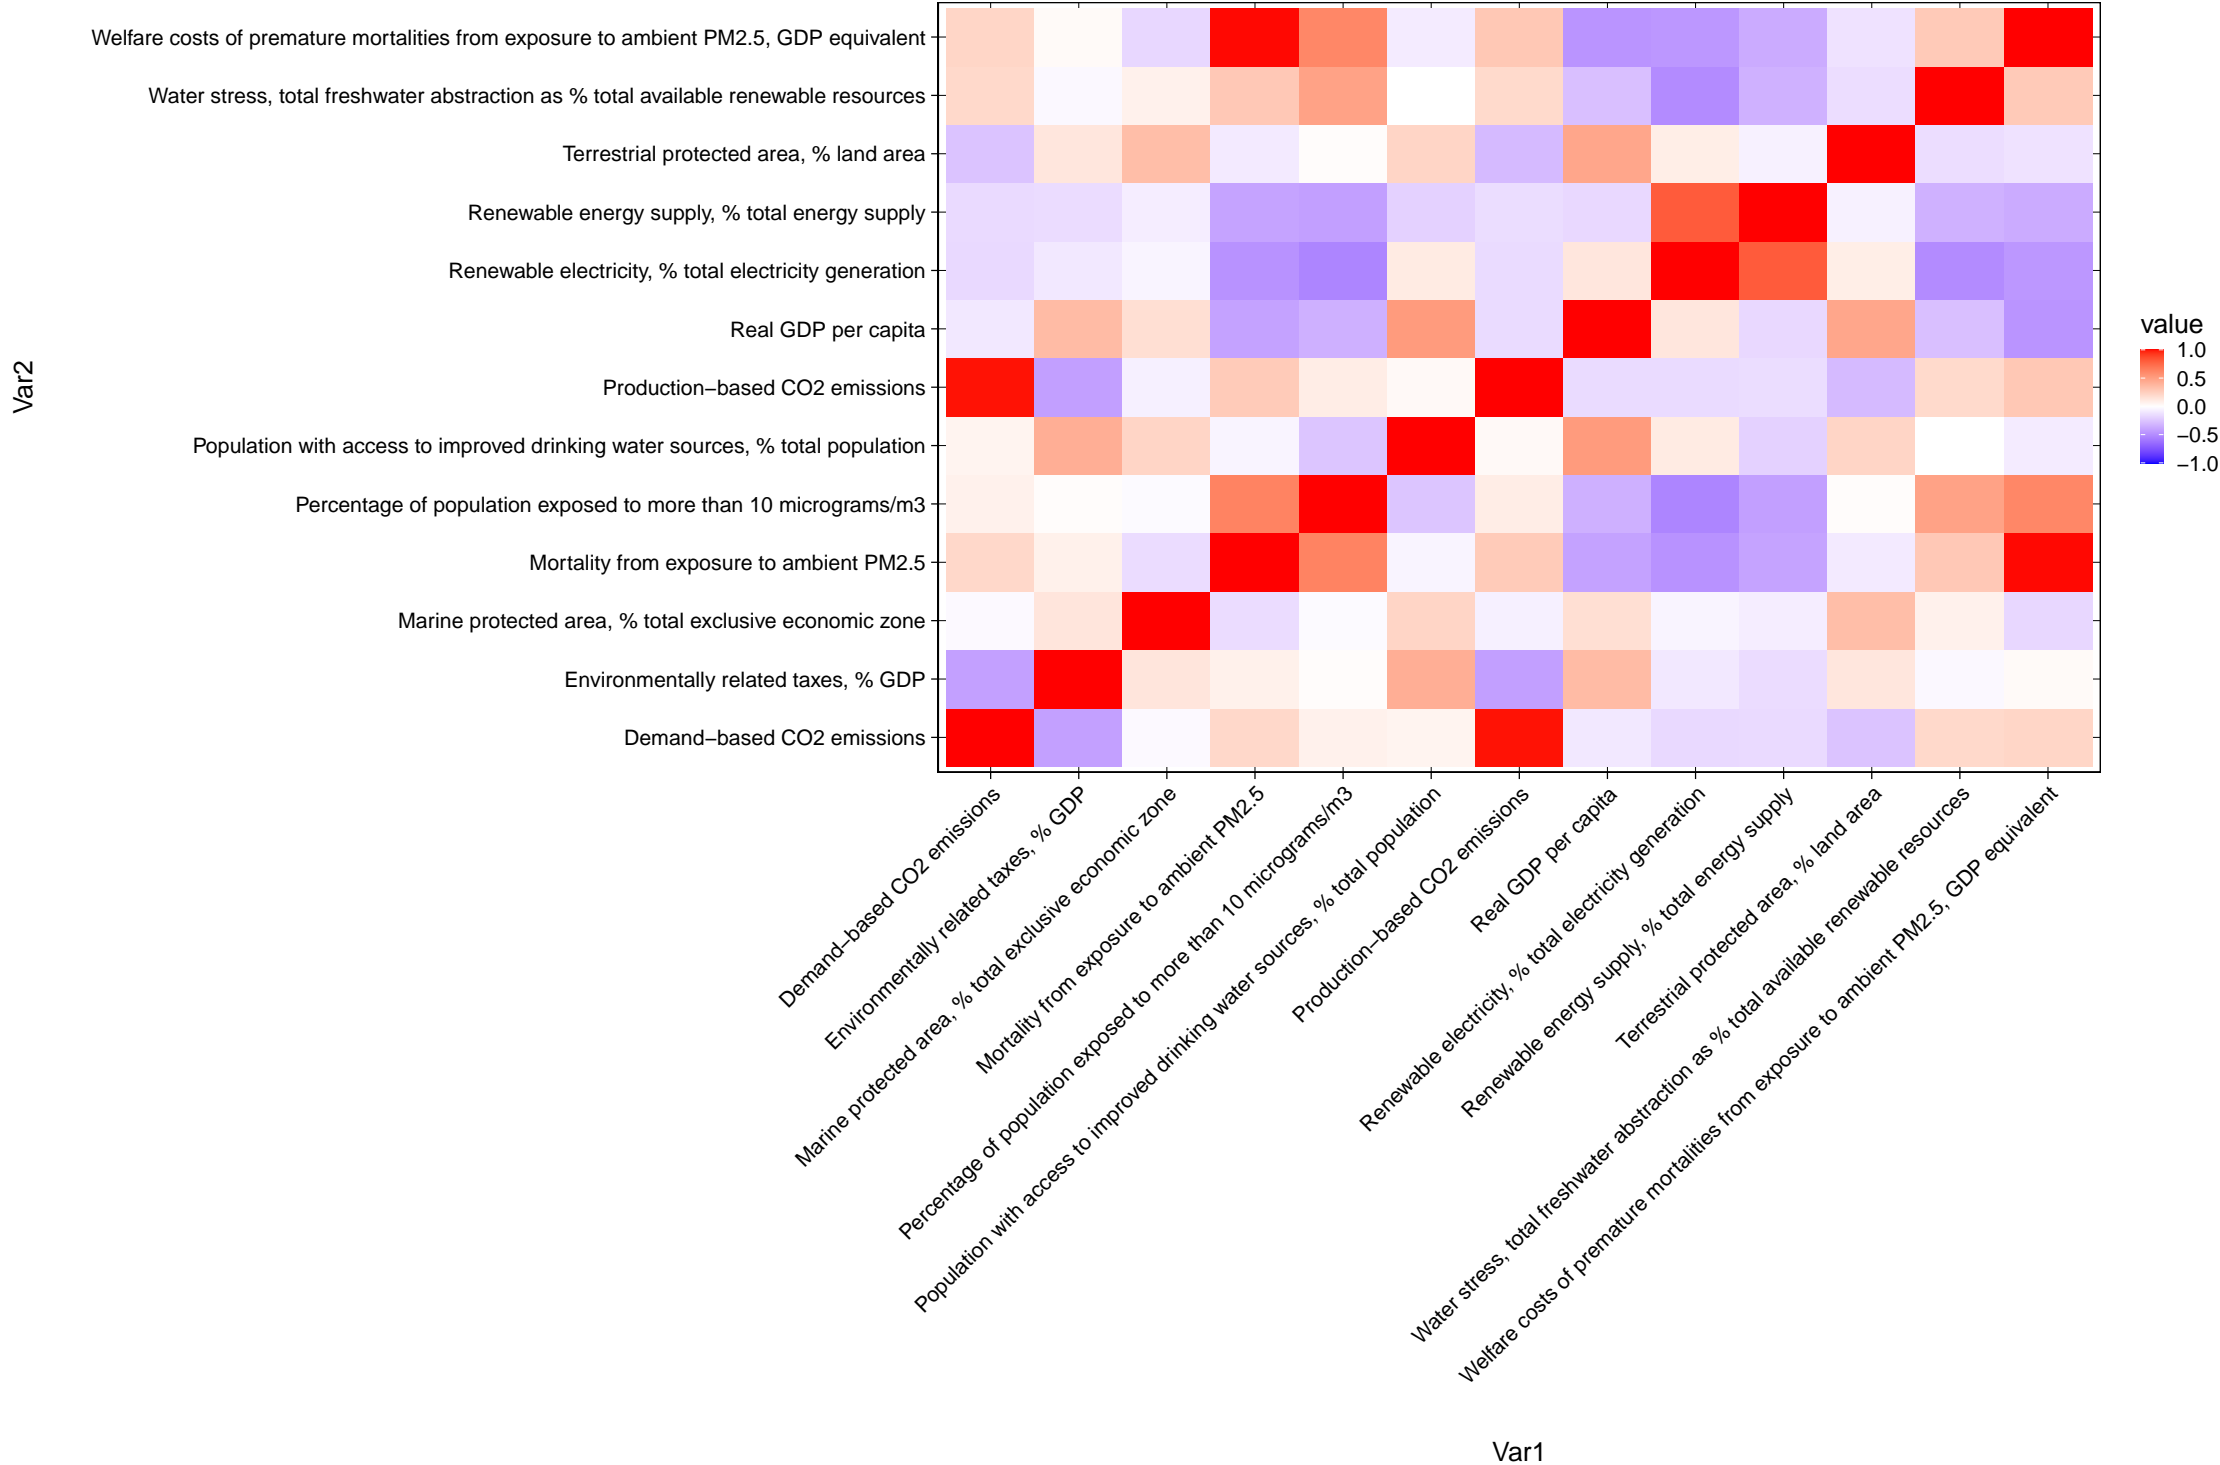 Welfare costs of premature mortalities from exposure to ambient PM2.5, GDP equivalent
Water stress, total freshwater abstraction as % total available renewable resources
Terrestrial protected area, % land area
Renewable energy supply, % total energy supply
Renewable electricity, % total electricity generation
Real GDP per capita
Production−based CO2 emissions
Population with access to improved drinking water sources, % total population
Percentage of population exposed to more than 10 micrograms/m3
Mortality from exposure to ambient PM2.5
Marine protected area, % total exclusive economic zone
Environmentally related taxes, % GDP
Demand−based CO2 emissions
Var2
Demand−based CO2 emissions
Environmentally related taxes, % GDP
Marine protected area, % total exclusive economic zone
Mortality from exposure to ambient PM2.5
Percentage of population exposed to more than 10 micrograms/m3
Population with access to improved drinking water sources, % total population
Production−based CO2 emissions
Real GDP per capita
Renewable electricity, % total electricity generation
Renewable energy supply, % total energy supply
Terrestrial protected area, % land area
Water stress, total freshwater abstraction as % total available renewable resources
Welfare costs of premature mortalities from exposure to ambient PM2.5, GDP equivalent
Var1
value
1.0
0.5
0.0
−0.5
−1.0